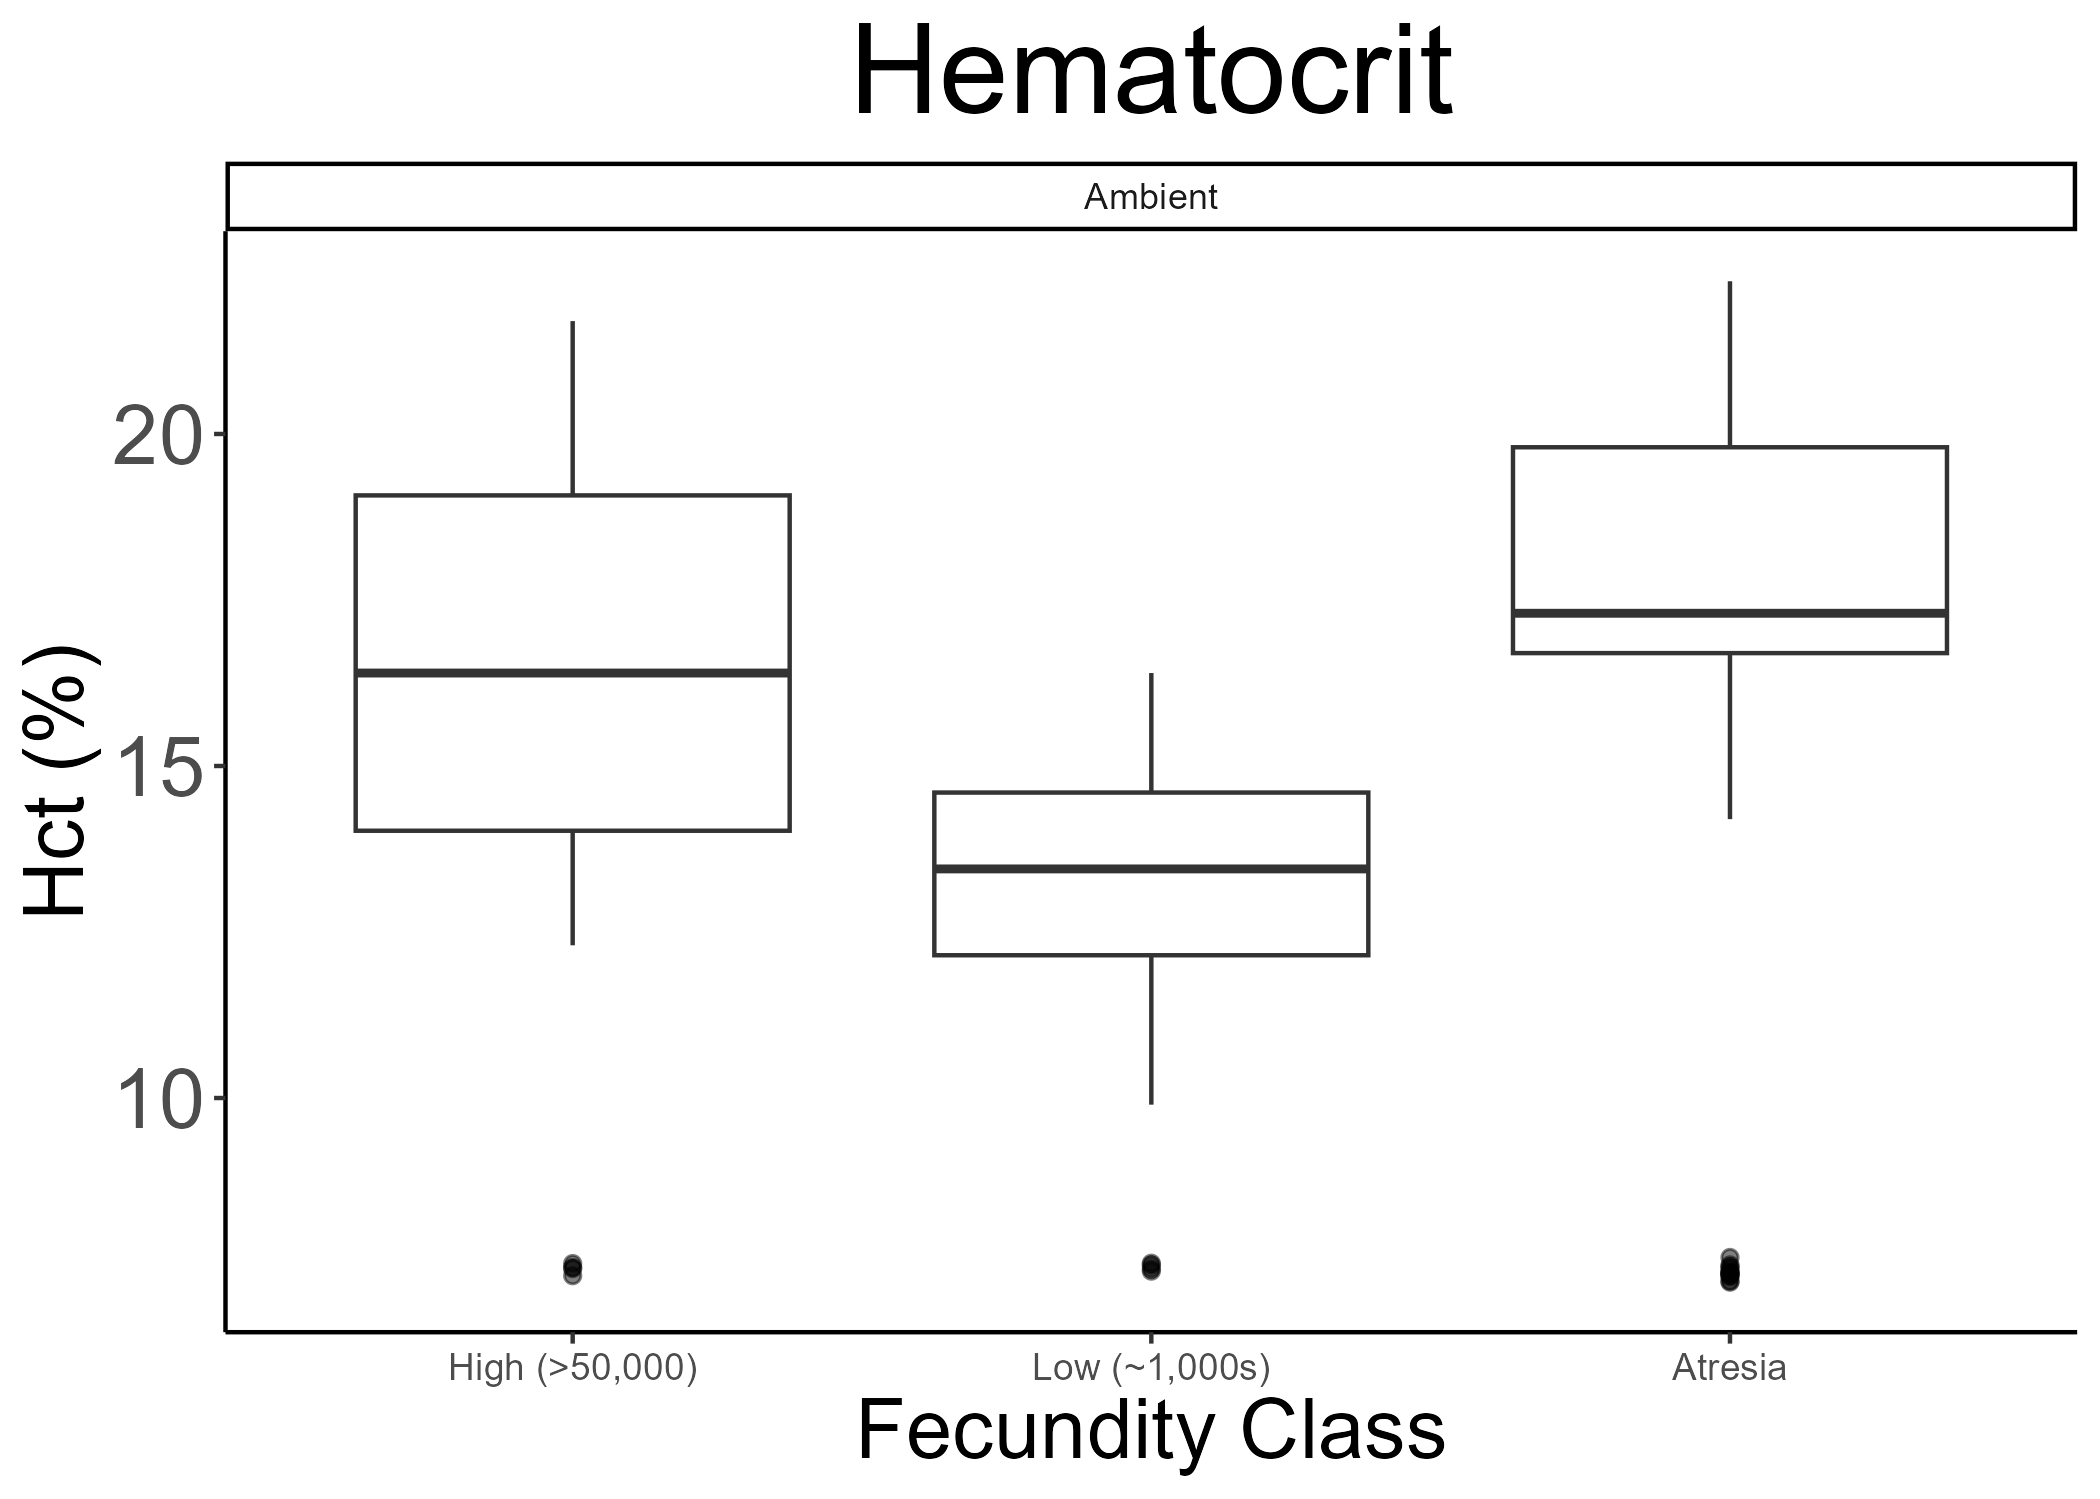 Hematocrit
Ambient
Hct (%)
20
15
10
High (>50,000)
Low (~1,000s)
Atresia
Fecundity Class